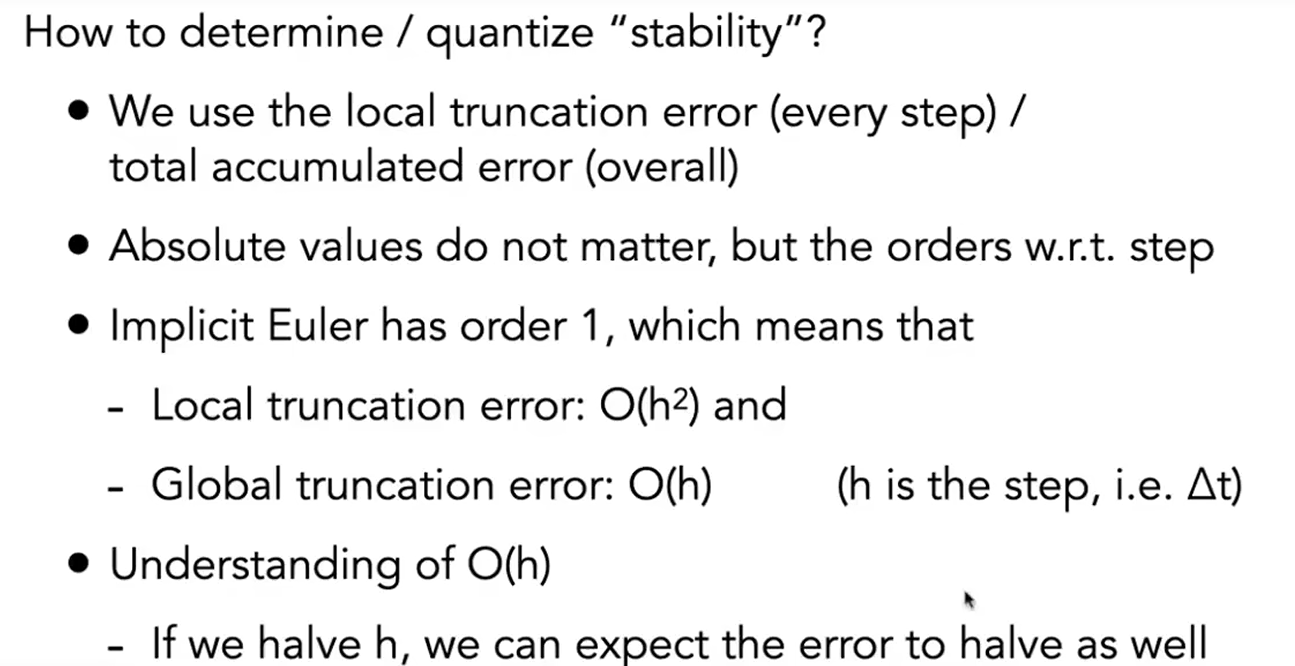 How to determine / quantize “stability”?
• We use the local truncation error (every step) /
total accumulated error (overall)
• Absolute values do not matter, but the orders w.r.t. step
• Implicit Euler has order 1, which means that
- Local truncation error: O(h²) and
- Global truncation error: O(h) (h is the step, i.e. ∆t)
• Understanding of O(h)
- If we halve h, we can expect the error to halve as well